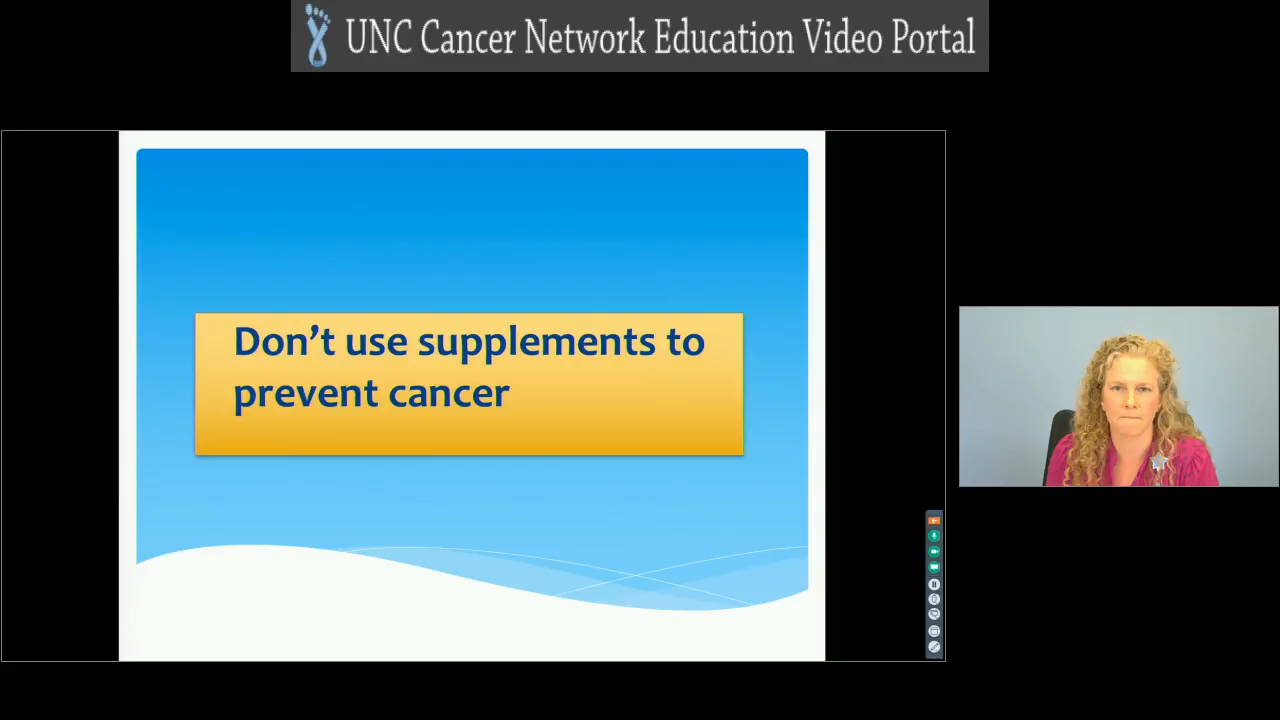 UNC Cancer Network Education Video Portal
Don't use supplements to
prevent cancer